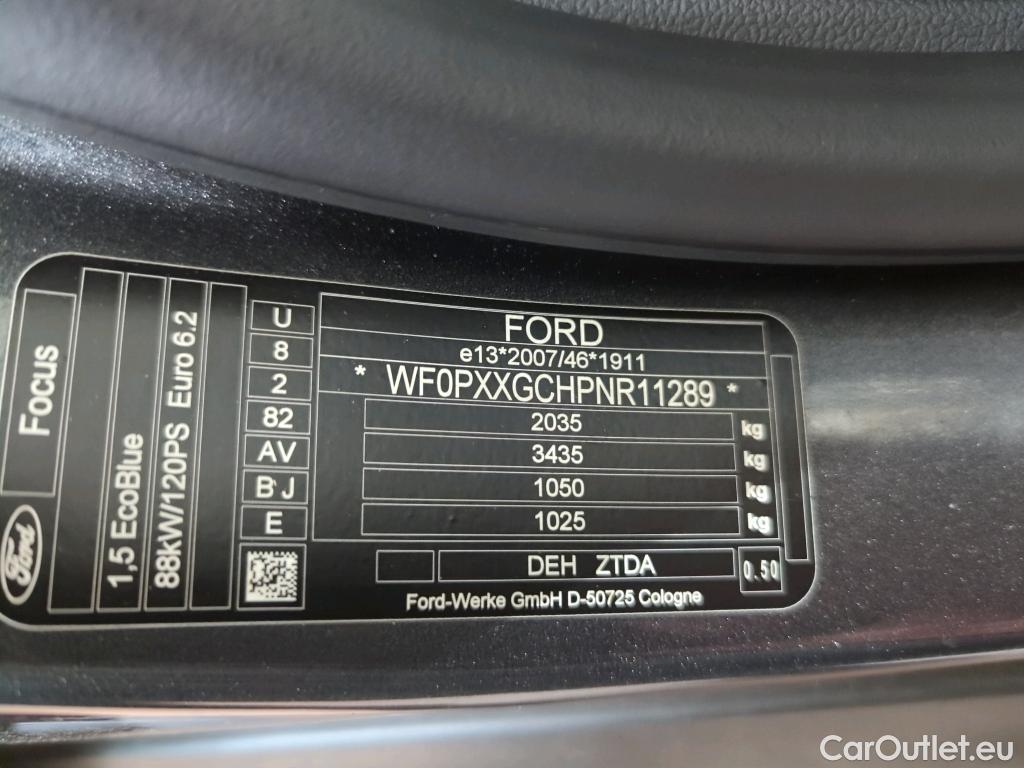 Focus
Ford
1,5 EcoBlue
88kW/120PS Euro 6.2
U
8
2
82
AV
B J
E
FORD
e13*2007/46*1911
* WF0PXXGCHPNR11289 *
2035 kg
3435 kg
1050 kg
1025 kg
DEH ZTDA
0.50
Ford-Werke GmbH D-50725 Cologne
CarOutlet.eu